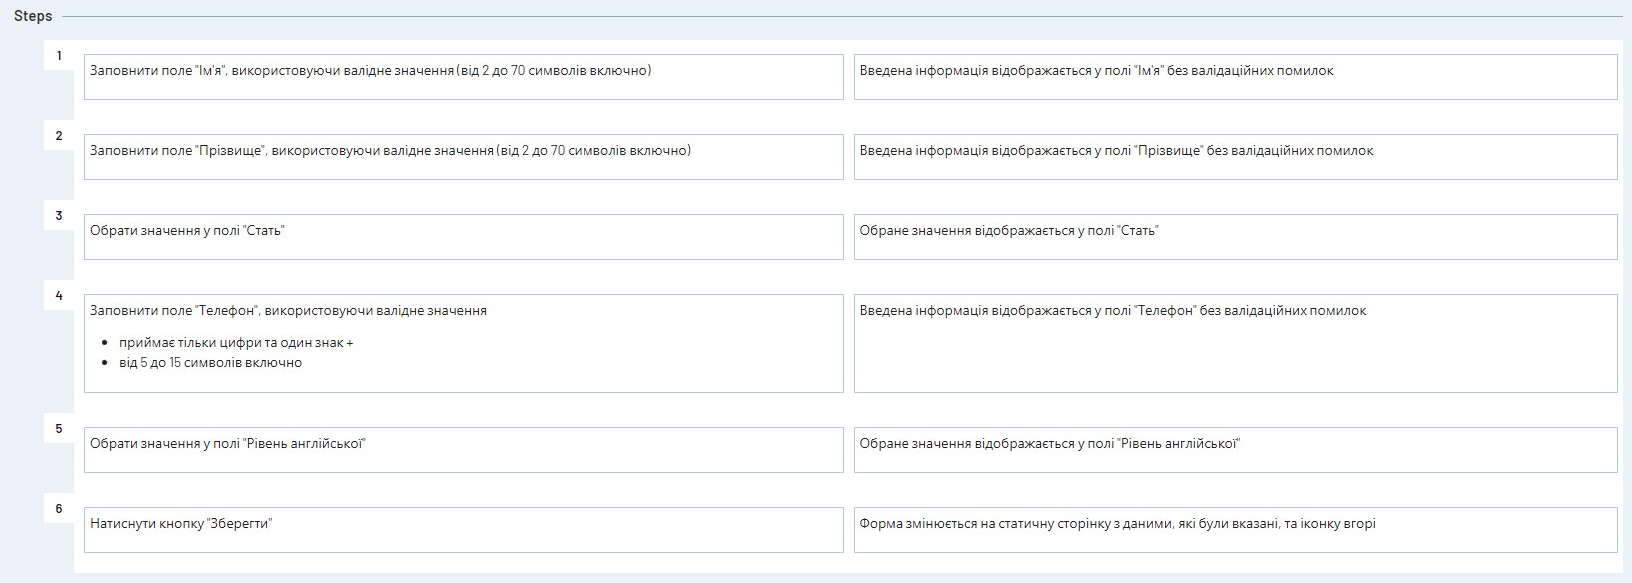 Steps
1
Заповнити поле "Ім'я", використовуючи валідне значення (від 2 до 70 символів включно)
Введена інформація відображається у полі "Ім'я" без валідаційних помилок
2
Заповнити поле "Прізвище", використовуючи валідне значення (від 2 до 70 символів включно)
Введена інформація відображається у полі "Прізвище" без валідаційних помилок
3
Обрати значення у полі "Стать"
Обране значення відображається у полі "Стать"
4
Заповнити поле "Телефон", використовуючи валідне значення
• приймає тільки цифри та один знак +
• від 5 до 15 символів включно
Введена інформація відображається у полі "Телефон" без валідаційних помилок
5
Обрати значення у полі "Рівень англійської"
Обране значення відображається у полі "Рівень англійської"
6
Натиснути кнопку "Зберегти"
Форма змінюється на статичну сторінку з даними, які були вказані, та іконку вгорі